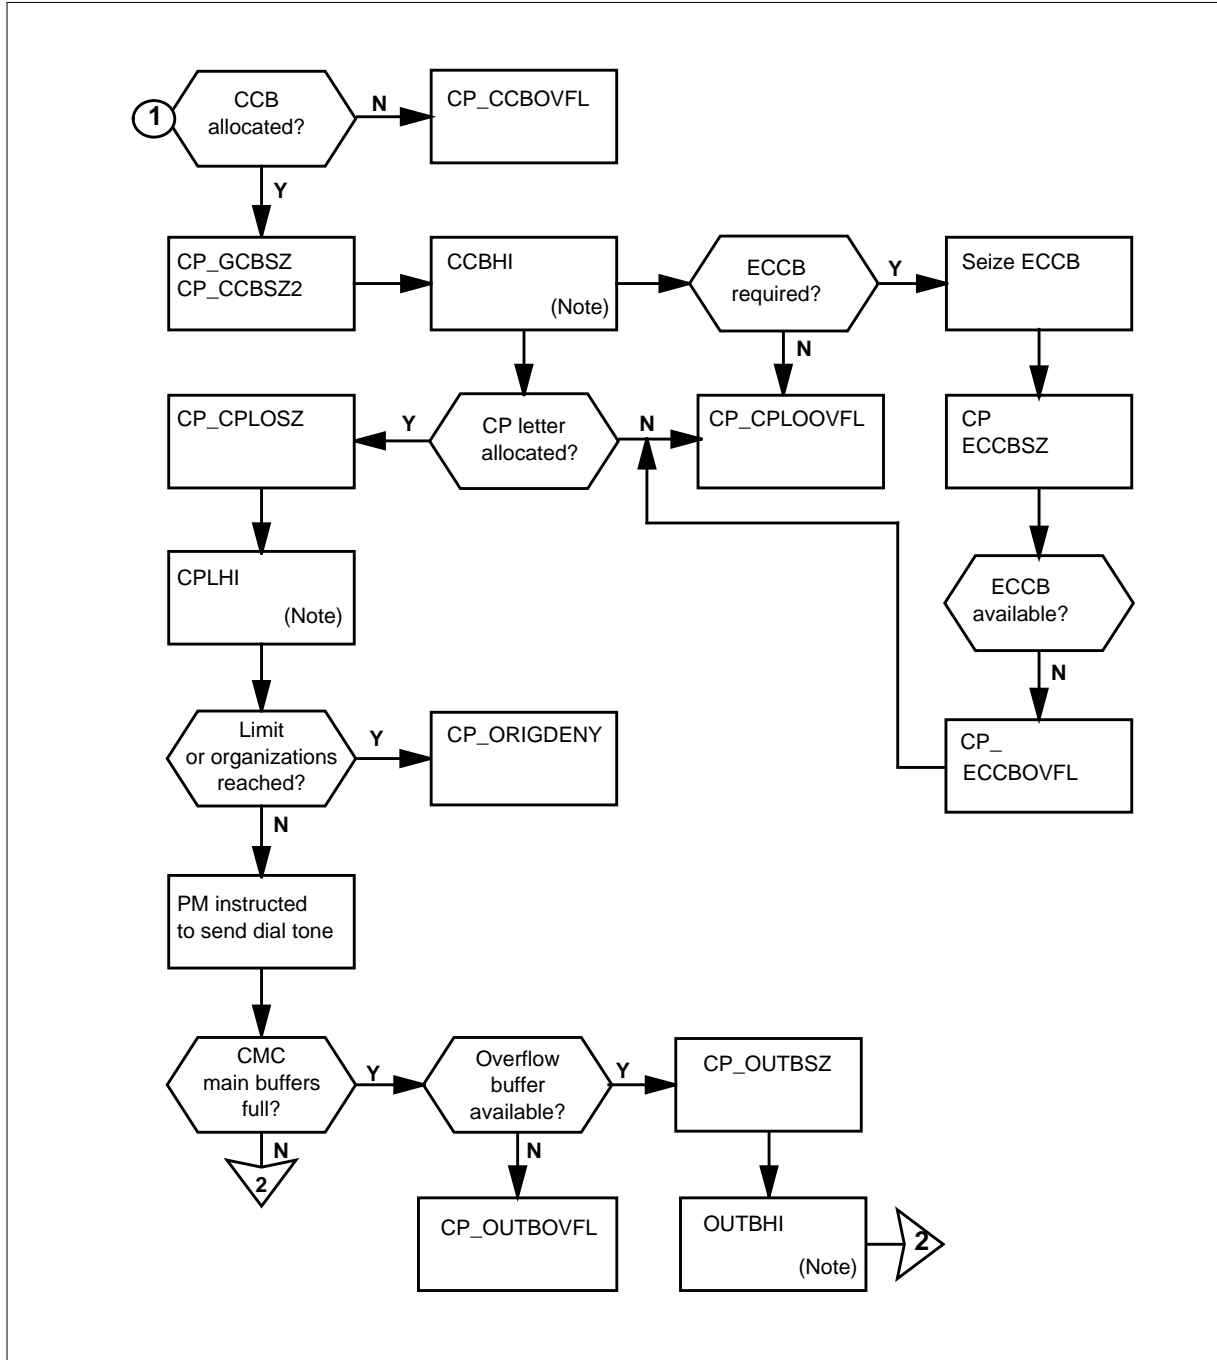 1
CCB
allocated?
N
CP_CCBOVFL
Y
CP_GCBSZ
CP_CCBSZ2
CCBHI
(Note)
ECCB
required?
Y
Seize ECCB
N
CP_CPLOSZ
Y
CP letter
allocated?
N
CP_CPLOOVFL
CP
ECCBSZ
CPLHI
(Note)
ECCB
available?
N
Limit
or organizations
reached?
Y
CP_ORIGDENY
CP_
ECCBOVFL
N
PM instructed
to send dial tone
CMC
main buffers
full?
Y
Overflow
buffer
available?
Y
CP_OUTBSZ
N
2
N
CP_OUTBOVFL
OUTBHI
(Note)
2